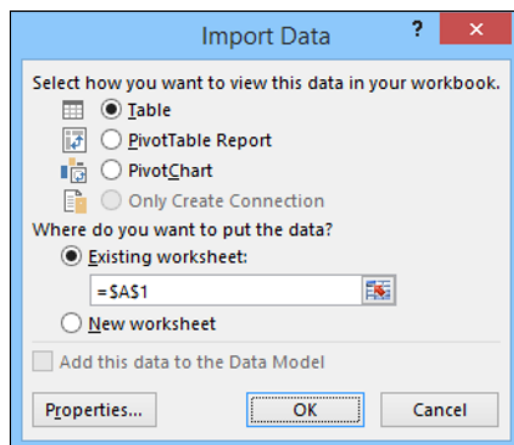 Import Data
?
×
Select how you want to view this data in your workbook.
Table
PivotTable Report
PivotChart
Only Create Connection
Where do you want to put the data?
Existing worksheet:
=$A$1
New worksheet
Add this data to the Data Model
Properties...
OK
Cancel